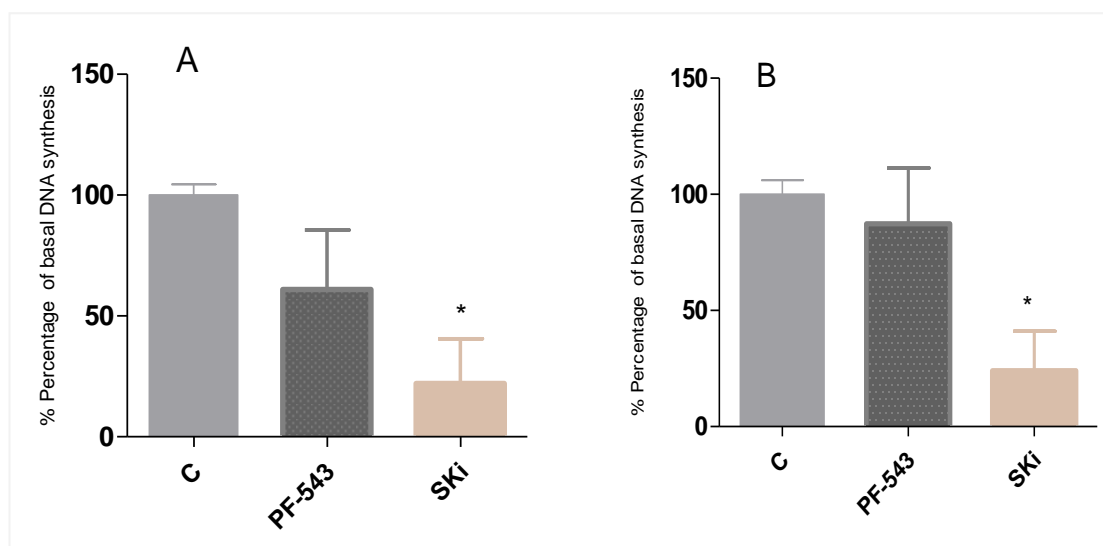 A
% Percentage of basal DNA synthesis
150
100
50
0
*
C
PF-543
SKi
B
% Percentage of basal DNA synthesis
150
100
50
0
*
C
PF-543
SKi